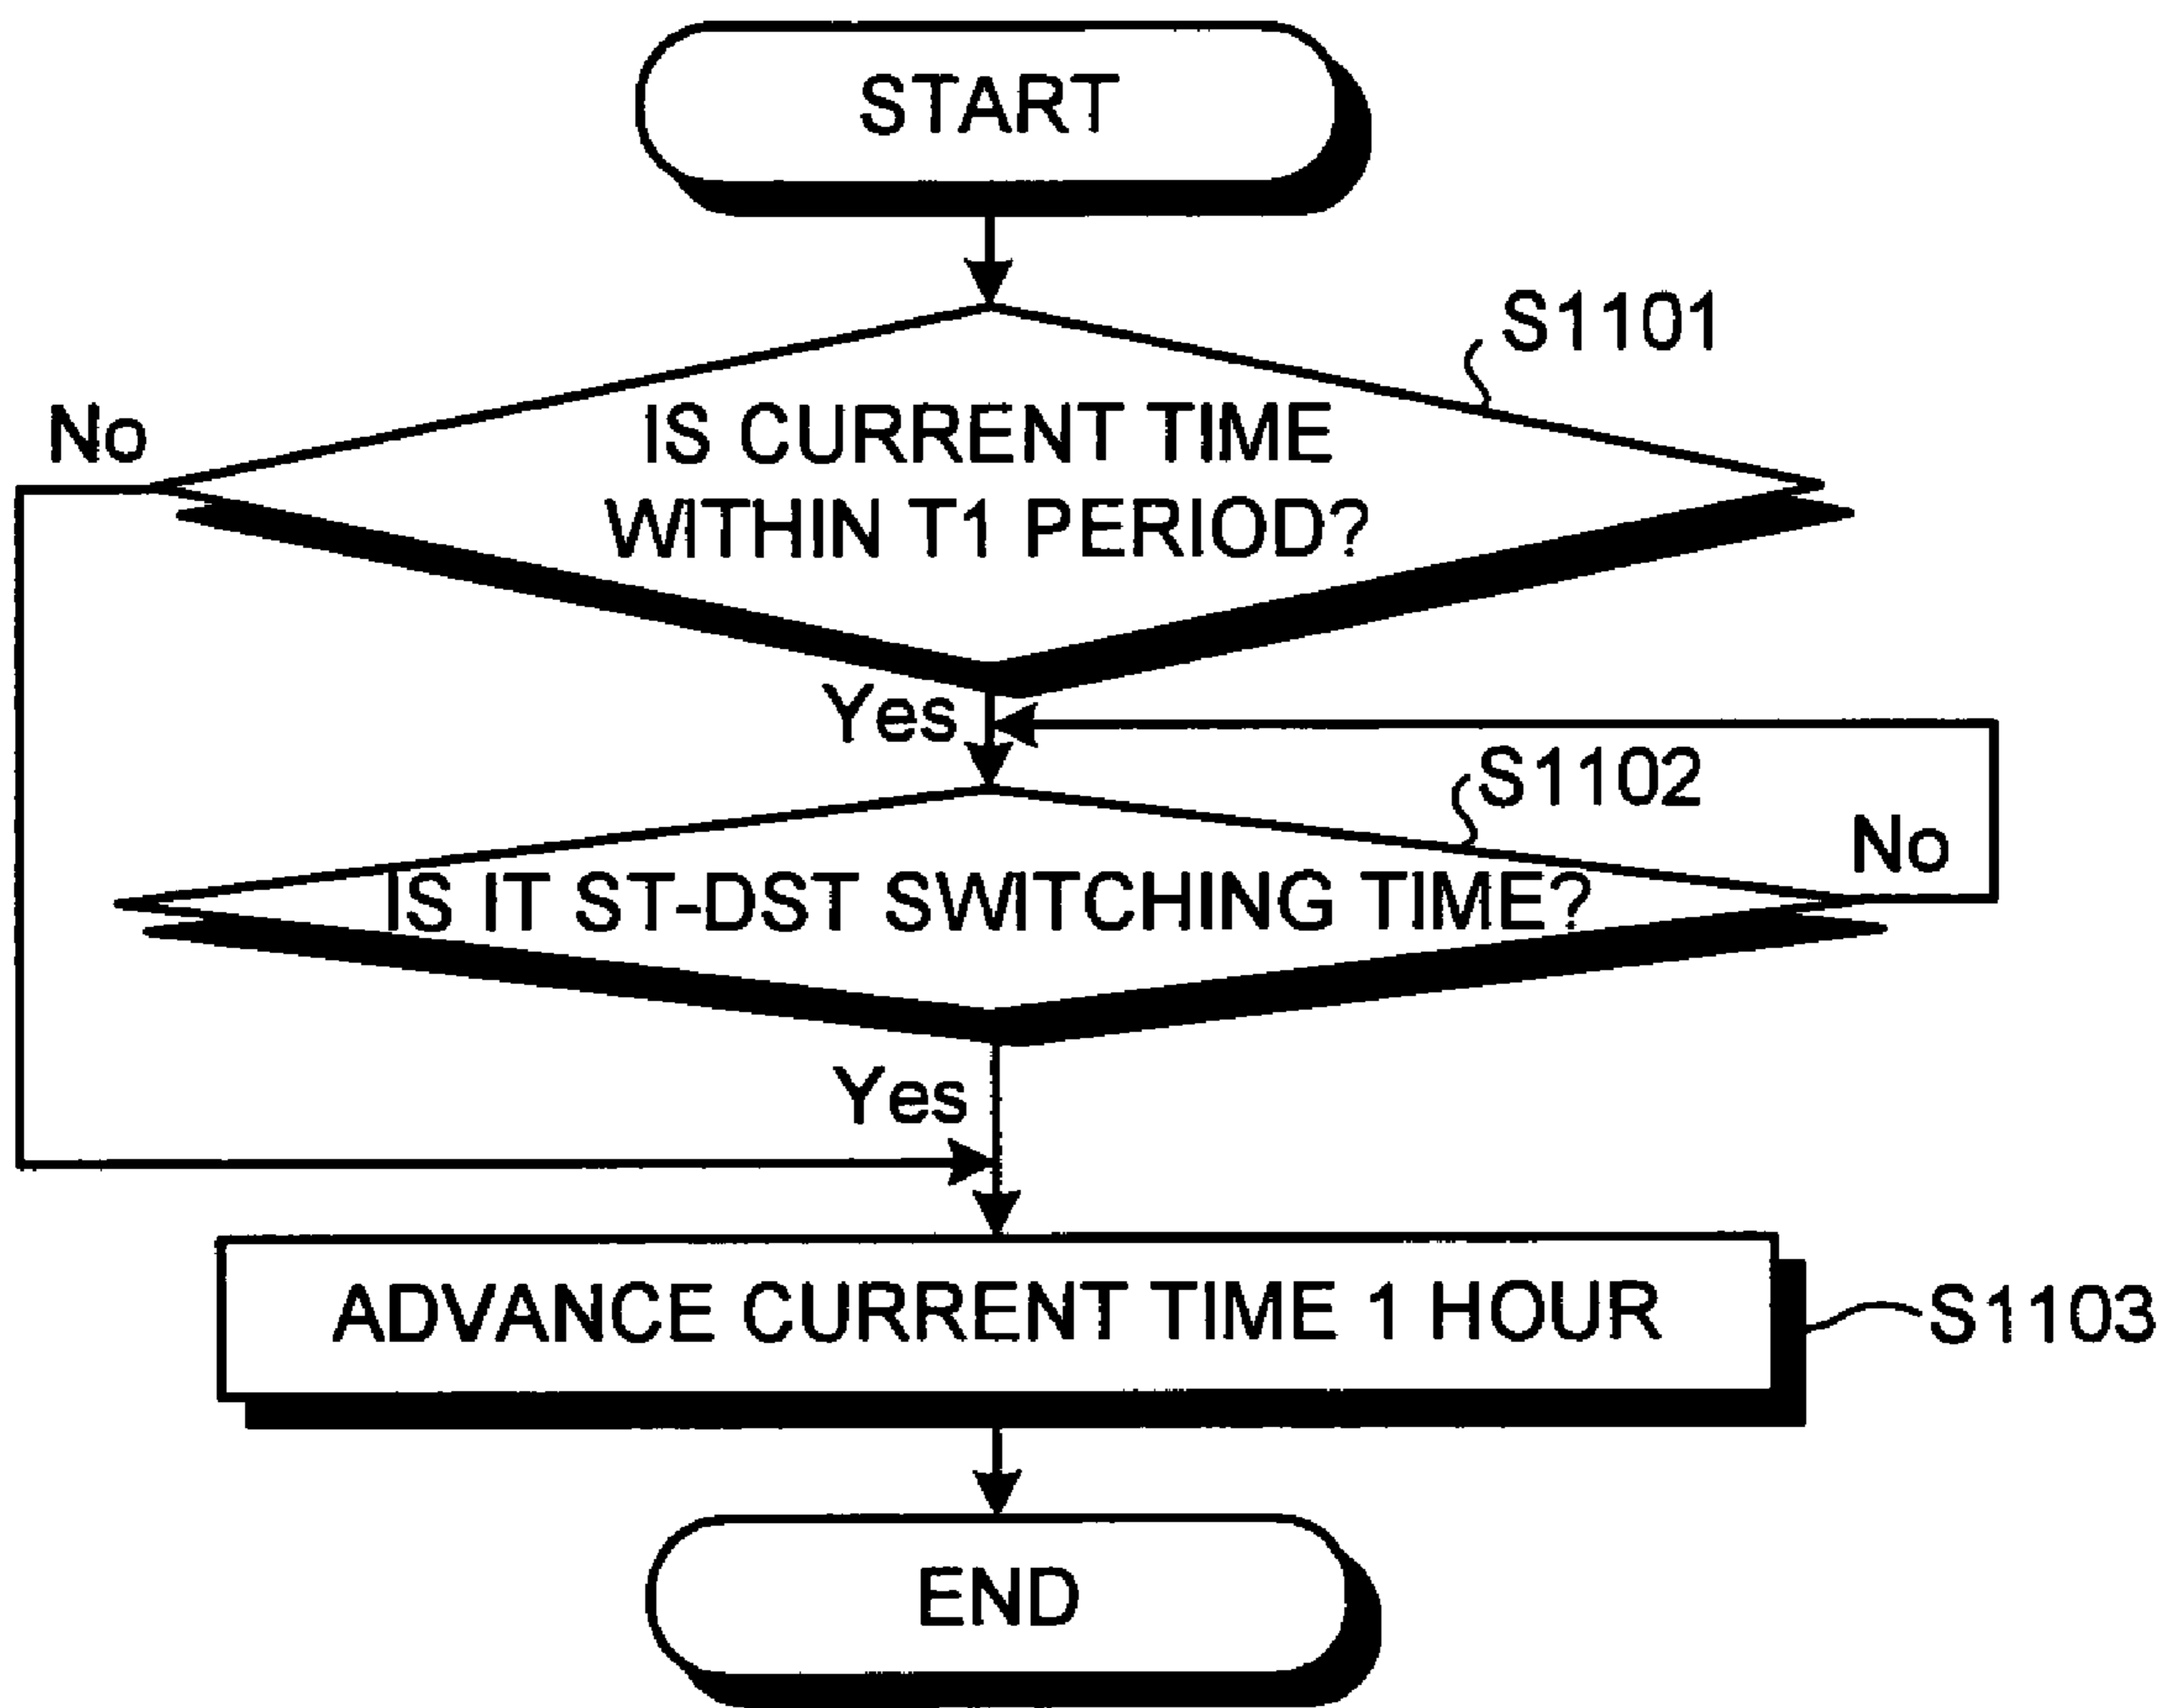 START
S1101
No
IS CURRENT TIME
WITHIN T1 PERIOD?
Yes
S1102
No
IS IT ST-DST SWITCHING TIME?
Yes
ADVANCE CURRENT TIME 1 HOUR
S1103
END